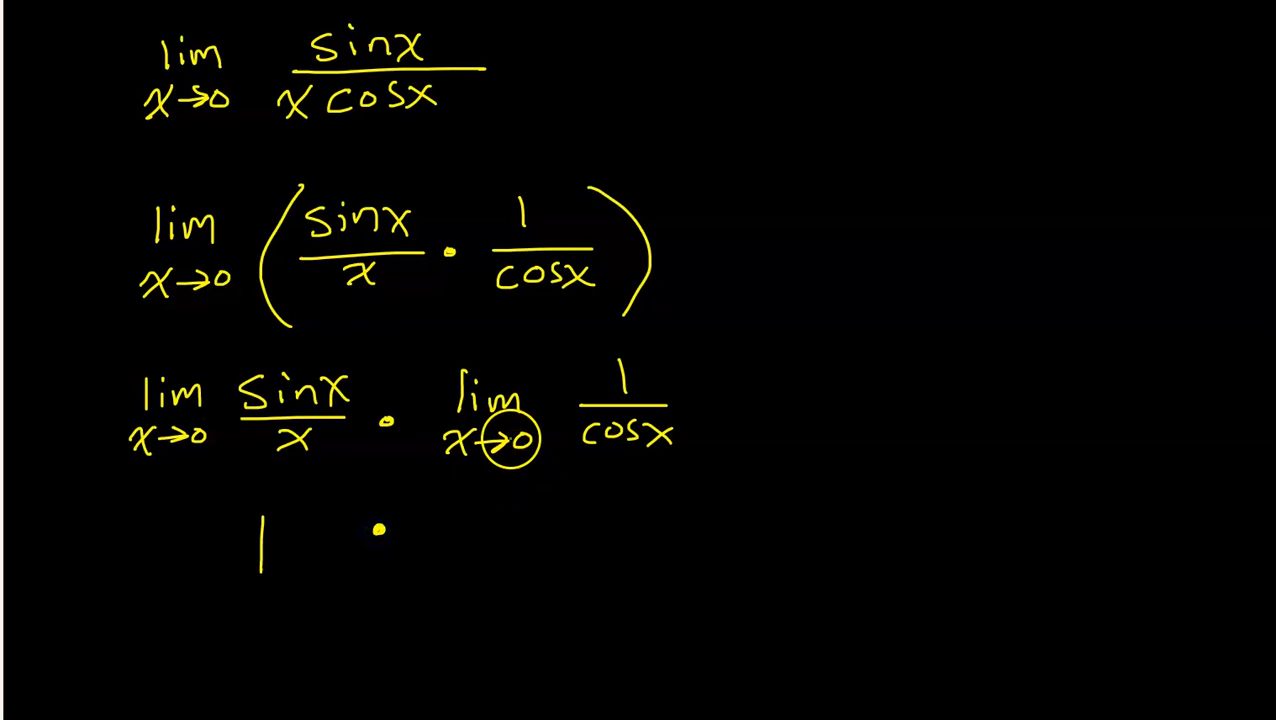 lim x→0 sinx / x cosx
lim x→0 ( sinx / x · 1 / cosx )
lim x→0 sinx / x · lim x→0 1 / cosx
1 ·